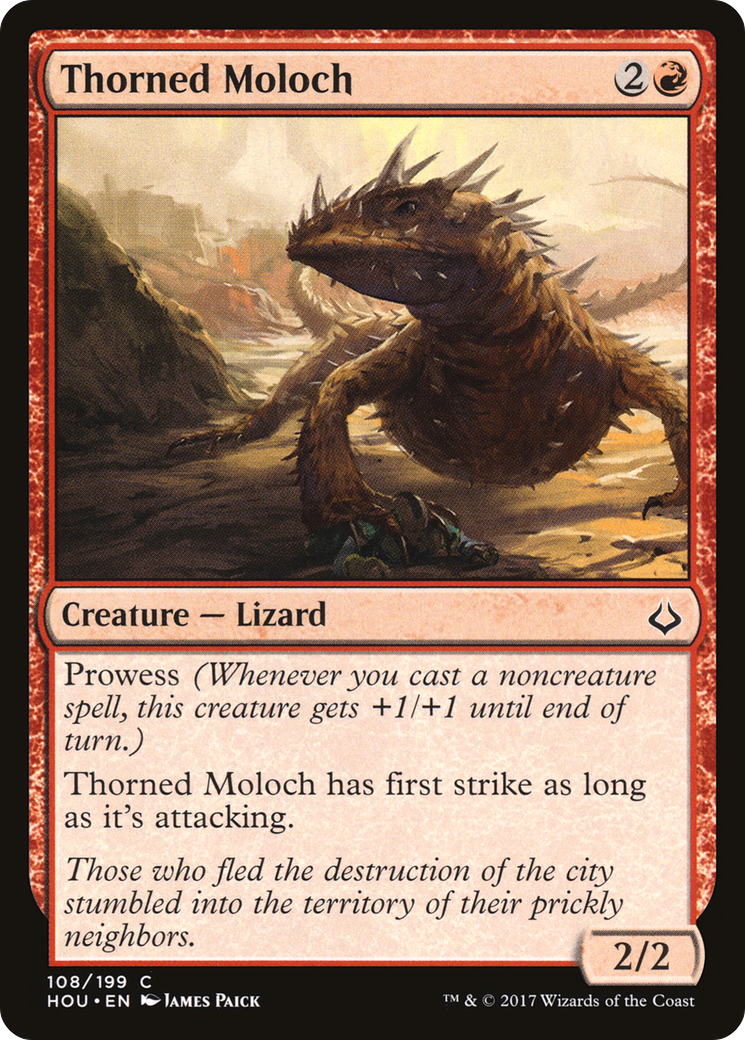 Thorned Moloch 2
Creature — Lizard
Prowess (Whenever you cast a noncreature
spell, this creature gets +1/+1 until end of
turn.)
Thorned Moloch has first strike as long
as it's attacking.
Those who fled the destruction of the city
stumbled into the territory of their prickly
neighbors.
2/2
108/199 C
HOU • EN James Paick
™ & © 2017 Wizards of the Coast